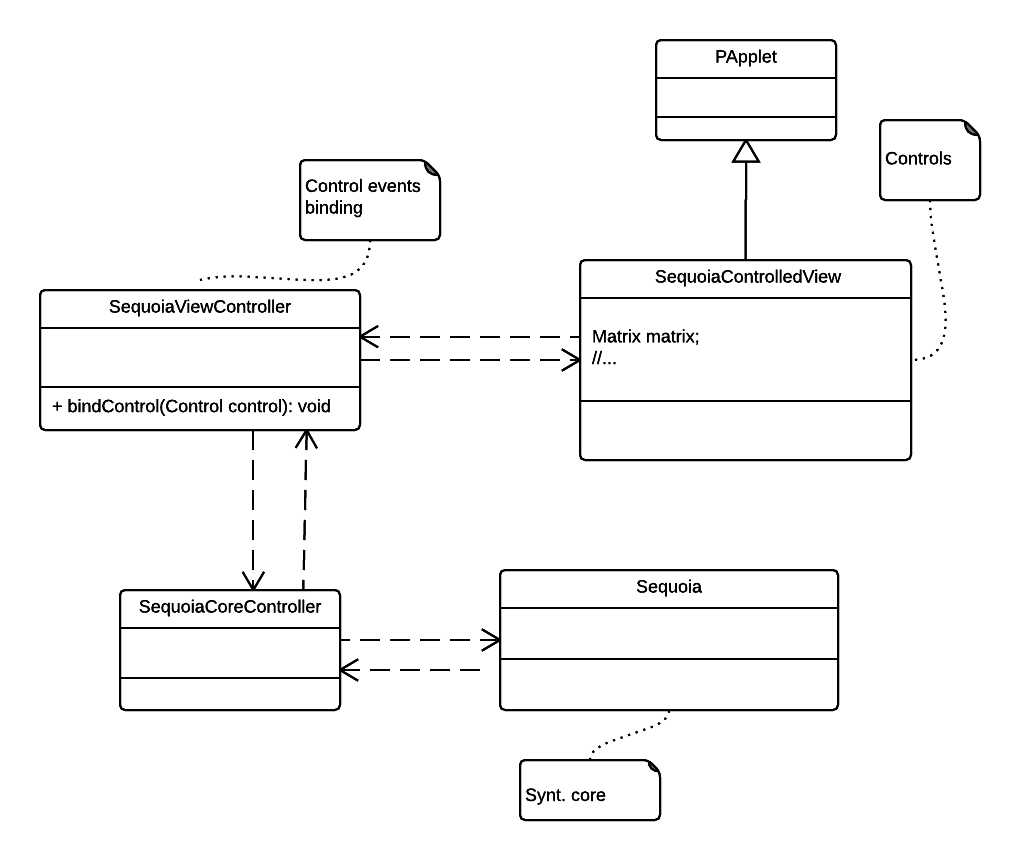 PApplet
Controls
Control events
binding
SequoiaControlledView
Matrix matrix;
//...
SequoiaViewController
+ bindControl(Control control): void
SequoiaCoreController
Sequoia
Synt. core